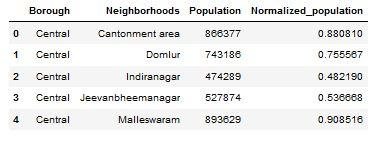 Borough Neighborhoods Population Normalized_population
0 Central Cantonment area 866377 0.880810
1 Central Domlur 743186 0.755567
2 Central Indiranagar 474289 0.482190
3 Central Jeevanbheemanagar 527874 0.536668
4 Central Malleswaram 893629 0.908516